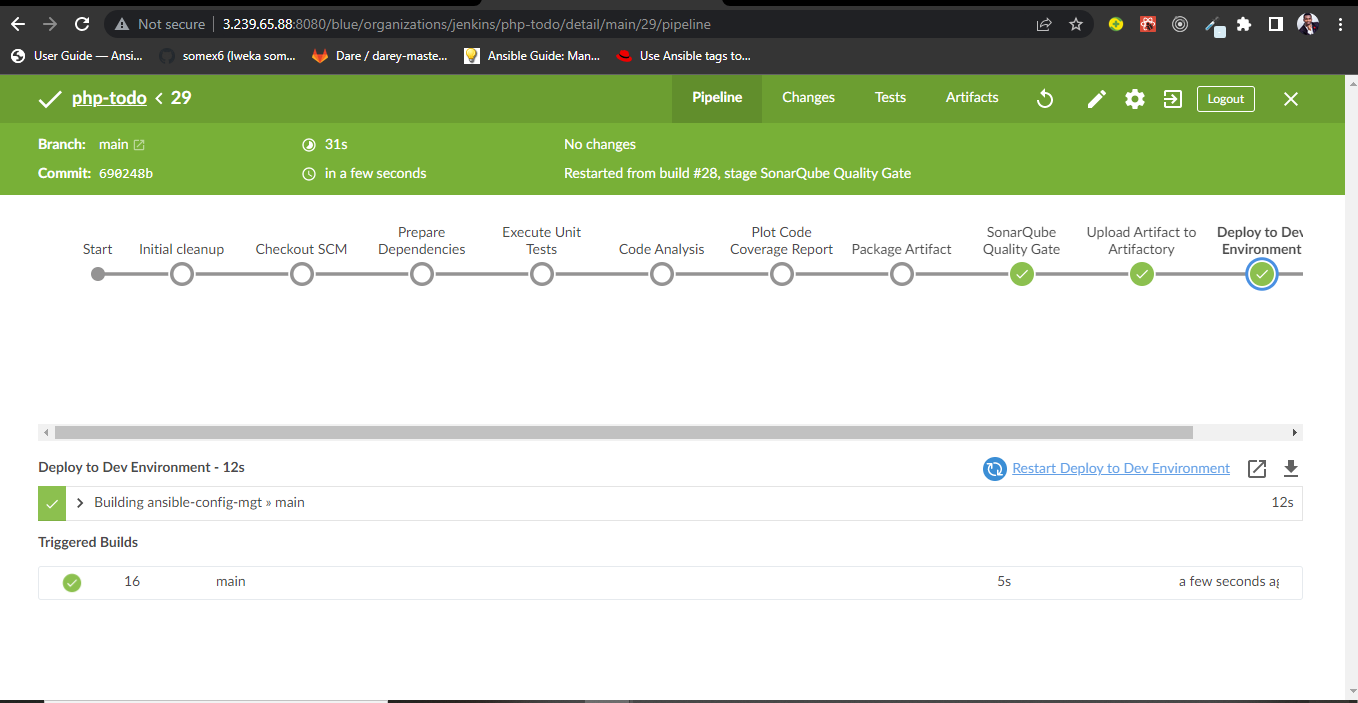 Not secure 3.239.65.88:8080/blue/organizations/jenkins/php-todo/detail/main/29/pipeline
User Guide — Ansi... somex6 (Iweka som... Dare / darey-maste... Ansible Guide: Man... Use Ansible tags to...
php-todo < 29 Pipeline Changes Tests Artifacts Logout
Branch: main 31s No changes
Commit: 690248b in a few seconds Restarted from build #28, stage SonarQube Quality Gate
Start
Initial cleanup
Checkout SCM
Prepare
Dependencies
Execute Unit
Tests
Code Analysis
Plot Code
Coverage Report
Package Artifact
SonarQube
Quality Gate
Upload Artifact to
Artifactory
Deploy to Dev
Environment
Deploy to Dev Environment - 12s Restart Deploy to Dev Environment
Building ansible-config-mgt » main 12s
Triggered Builds
16 main 5s a few seconds ag